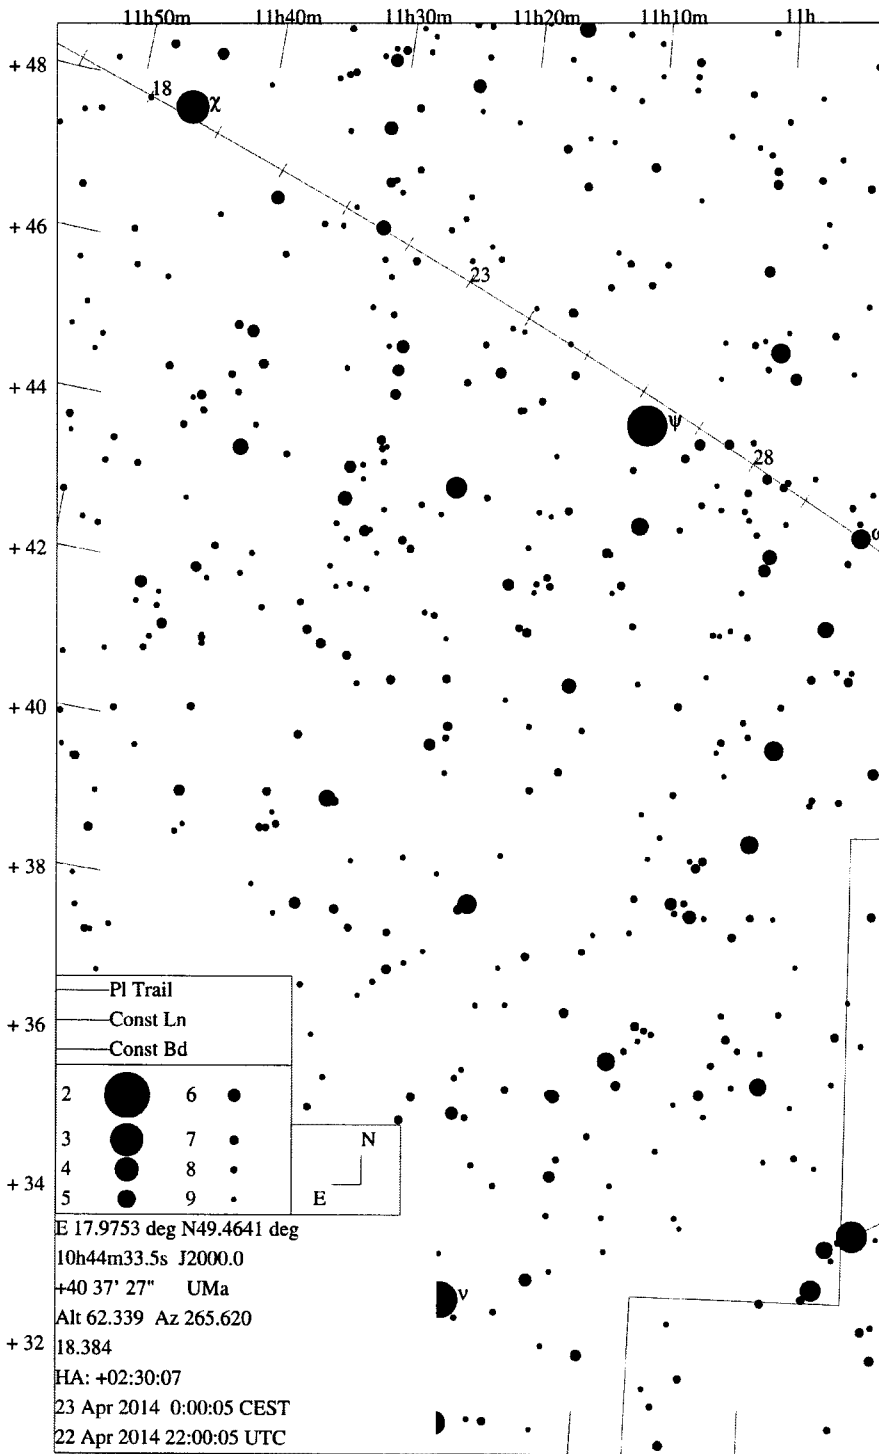 11h50m 11h40m 11h30m 11h20m 11h10m 11h
+ 48
18
χ
+ 46
23
+ 44
ψ
28
ω
+ 42
+ 40
+ 38
Pl Trail
Const Ln
+ 36
Const Bd
2 6
3 7
4 8
5 9
N
E
+ 34
E 17.9753 deg N49.4641 deg
10h44m33.5s J2000.0
+40 37' 27" UMa
ν
Alt 62.339 Az 265.620
+ 32
18.384
HA: +02:30:07
23 Apr 2014 0:00:05 CEST
22 Apr 2014 22:00:05 UTC